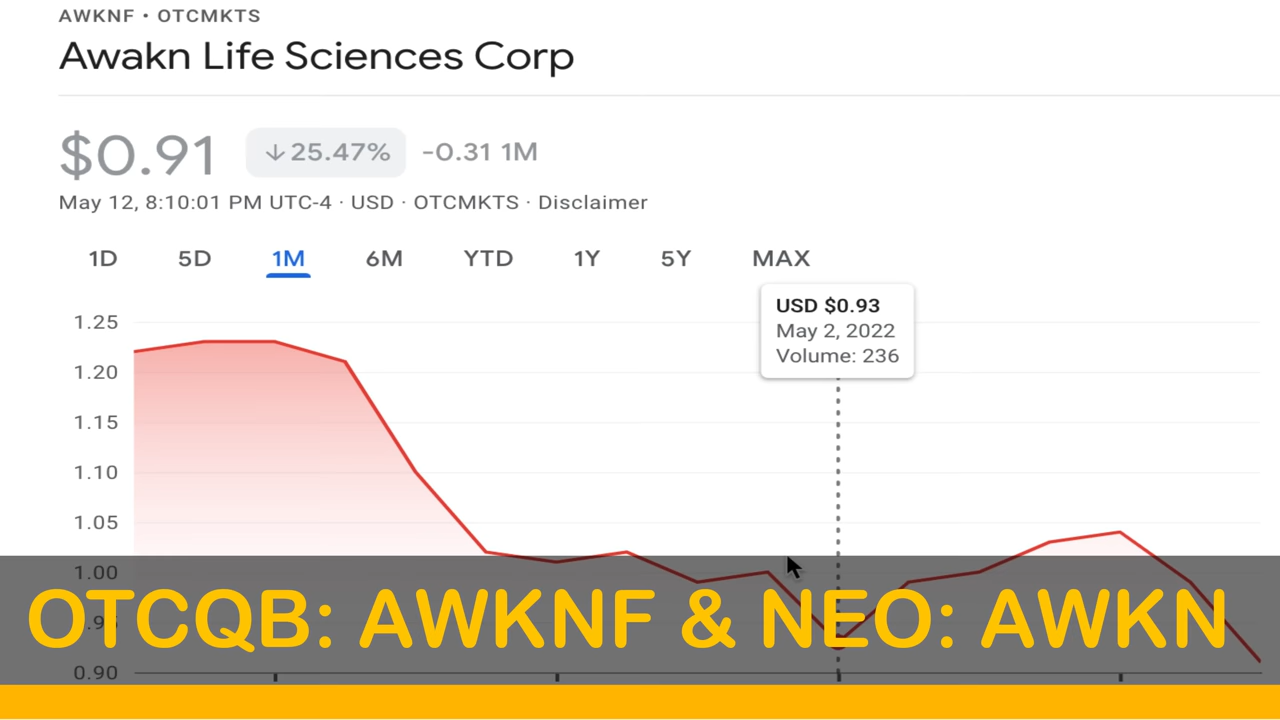 AWKNF • OTCMKTS
Awakn Life Sciences Corp
$0.91 ↓25.47% -0.31 1M
May 12, 8:10:01 PM UTC-4 · USD · OTCMKTS · Disclaimer
1D 5D 1M 6M YTD 1Y 5Y MAX
USD $0.93
May 2, 2022
Volume: 236
1.25
1.20
1.15
1.10
1.05
1.00
OTCQB: AWKNF & NEO: AWKN
0.90